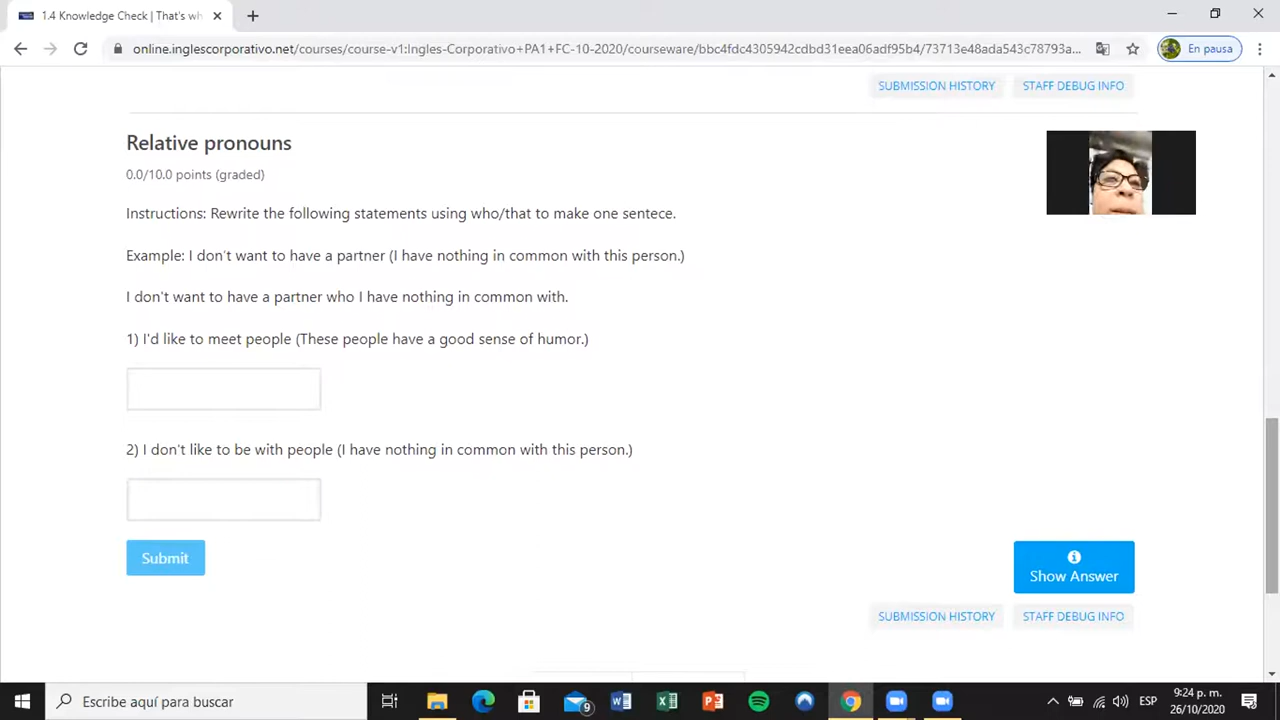 1.4 Knowledge Check | That's wh
online.inglescorporativo.net/courses/course-v1:Ingles-Corporativo+PA1+FC-10-2020/courseware/bbc4fdc4305942cdbd31eea06adf95b4/73713e48ada543c78793a...
En pausa
SUBMISSION HISTORY STAFF DEBUG INFO
Relative pronouns
0.0/10.0 points (graded)
Instructions: Rewrite the following statements using who/that to make one sentece.
Example: I don't want to have a partner (I have nothing in common with this person.)
I don't want to have a partner who I have nothing in common with.
1) I'd like to meet people (These people have a good sense of humor.)
2) I don't like to be with people (I have nothing in common with this person.)
Submit
Show Answer
SUBMISSION HISTORY STAFF DEBUG INFO
Escribe aquí para buscar
9
ESP
9:24 p. m.
26/10/2020